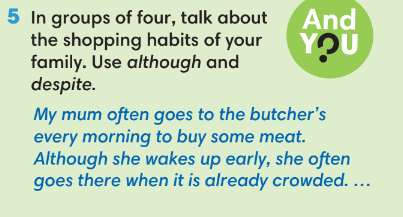 5 In groups of four, talk about
the shopping habits of your
family. Use although and
despite.
And
YOU
?
My mum often goes to the butcher's
every morning to buy some meat.
Although she wakes up early, she often
goes there when it is already crowded. ...